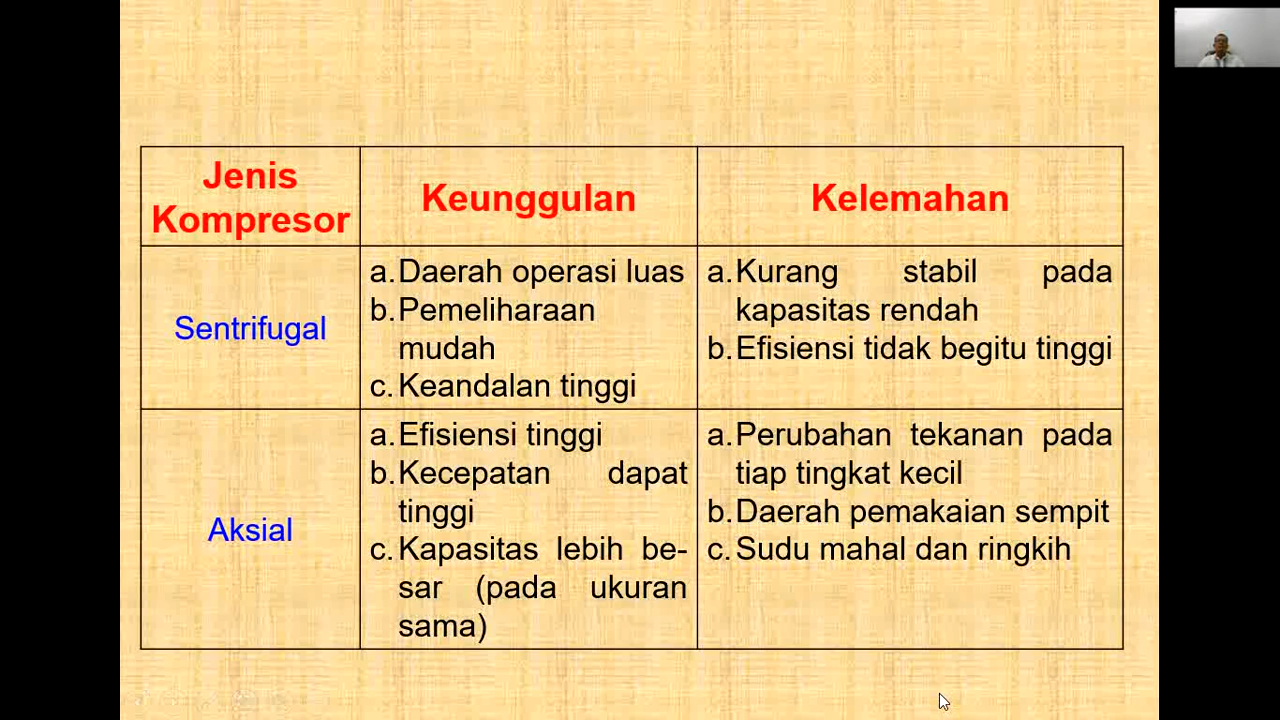 Jenis
Kompresor
Keunggulan
Kelemahan
Sentrifugal
a. Daerah operasi luas
b. Pemeliharaan
mudah
c. Keandalan tinggi
a. Kurang stabil pada
kapasitas rendah
b. Efisiensi tidak begitu tinggi
Aksial
a. Efisiensi tinggi
b. Kecepatan dapat
tinggi
c. Kapasitas lebih be-
sar (pada ukuran
sama)
a. Perubahan tekanan pada
tiap tingkat kecil
b. Daerah pemakaian sempit
c. Sudu mahal dan ringkih